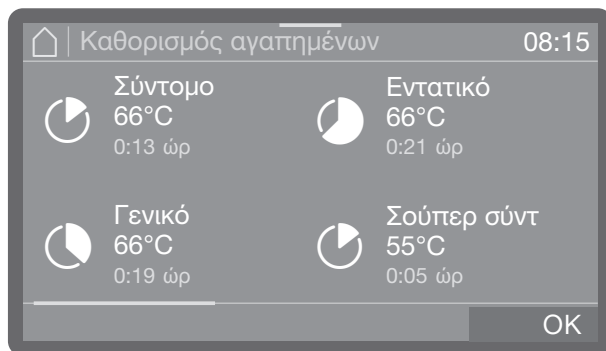 Καθορισμός αγαπημένων 08:15
Σύντομο
66°C
0:13 ώρ
Εντατικό
66°C
0:21 ώρ
Γενικό
66°C
0:19 ώρ
Σούπερ σύντ
55°C
0:05 ώρ
OK